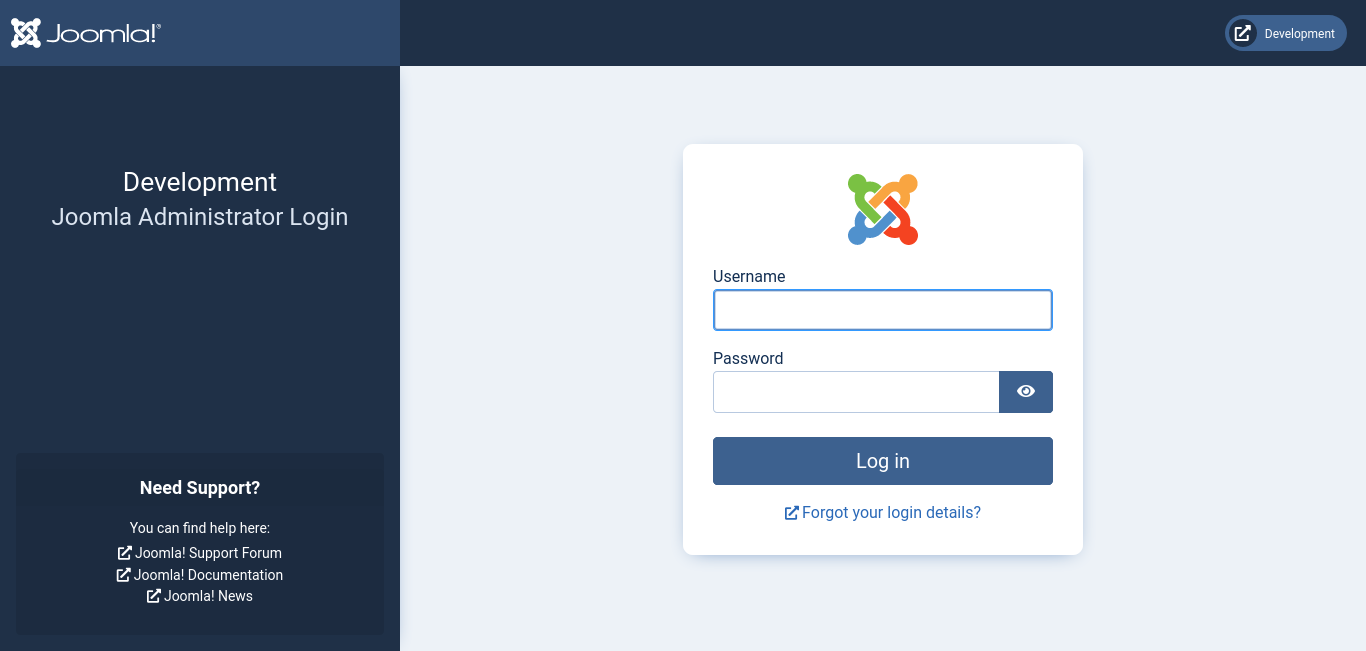 Joomla!®
Development
Development
Joomla Administrator Login
Username
Password
Log in
Forgot your login details?
Need Support?
You can find help here:
Joomla! Support Forum
Joomla! Documentation
Joomla! News